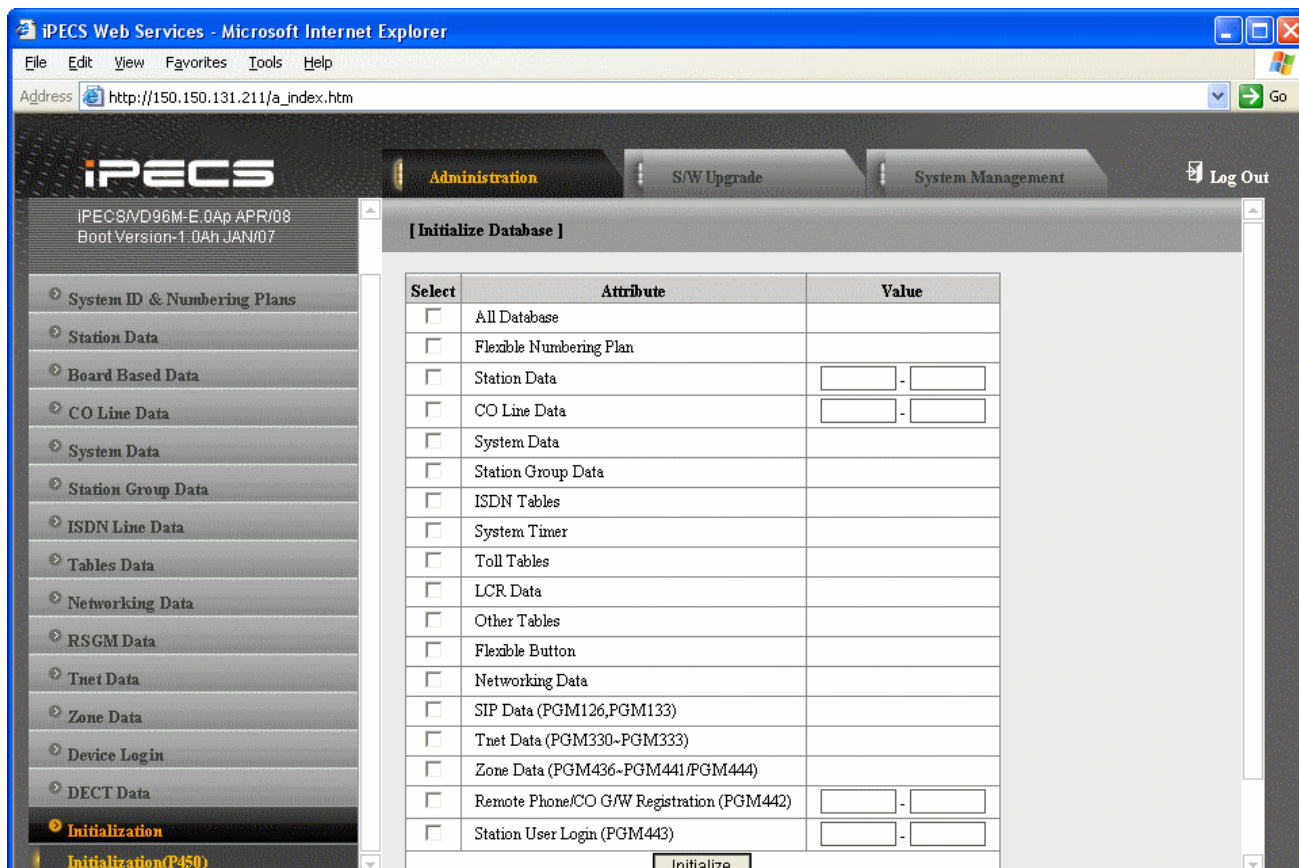 iPECS Web Services - Microsoft Internet Explorer
File Edit View Favorites Tools Help
Address http://150.150.131.211/a_index.htm Go
iPECS
Administration S/W Upgrade System Management Log Out
iPECS/VD96M-E.0Ap APR/08
Boot Version-1.0Ah JAN/07
System ID & Numbering Plans
Station Data
Board Based Data
CO Line Data
System Data
Station Group Data
ISDN Line Data
Tables Data
Networking Data
RSGM Data
Tnet Data
Zone Data
Device Login
DECT Data
Initialization
Initialization(P450)
[ Initialize Database ]
Select Attribute Value
All Database
Flexible Numbering Plan
Station Data -
CO Line Data -
System Data
Station Group Data
ISDN Tables
System Timer
Toll Tables
LCR Data
Other Tables
Flexible Button
Networking Data
SIP Data (PGM126,PGM133)
Tnet Data (PGM330~PGM333)
Zone Data (PGM436~PGM441/PGM444)
Remote Phone/CO G/W Registration (PGM442) -
Station User Login (PGM443) -
Initialize